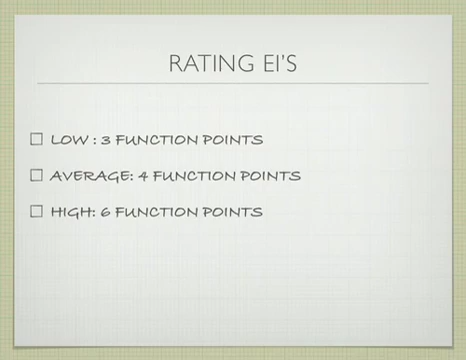 RATING EI'S
LOW : 3 FUNCTION POINTS
AVERAGE: 4 FUNCTION POINTS
HIGH: 6 FUNCTION POINTS